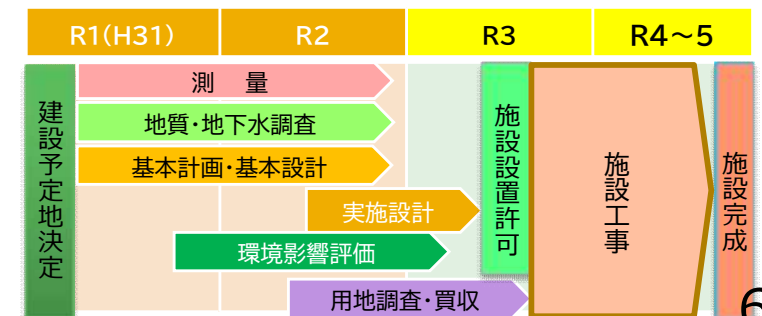 R1(H31)
R2
R3
R4～5
建設予定地決定
測　量
地質・地下水調査
基本計画・基本設計
実施設計
環境影響評価
用地調査・買収
施設設置許可
施設工事
施設完成
6